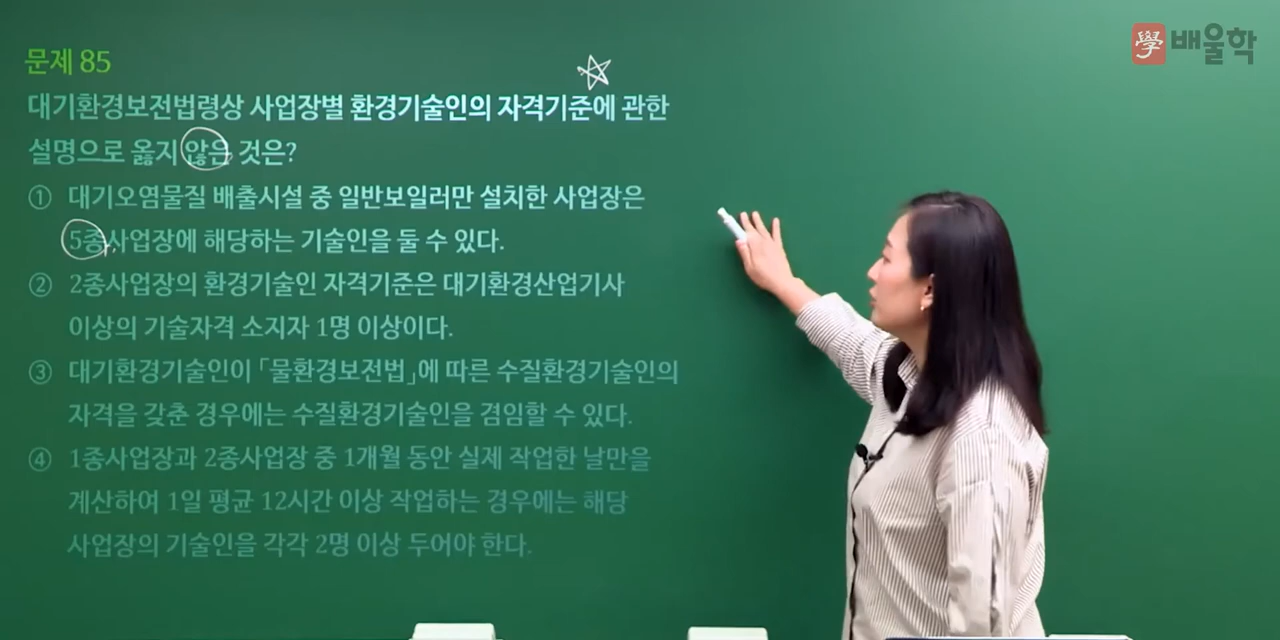 學 배울학
문제 85
대기환경보전법령상 사업장별 환경기술인의 자격기준에 관한
설명으로 옳지 않은 것은?
① 대기오염물질 배출시설 중 일반보일러만 설치한 사업장은
5종사업장에 해당하는 기술인을 둘 수 있다.
② 2종사업장의 환경기술인 자격기준은 대기환경산업기사
이상의 기술자격 소지자 1명 이상이다.
③ 대기환경기술인이 「물환경보전법」에 따른 수질환경기술인의
자격을 갖춘 경우에는 수질환경기술인을 겸임할 수 있다.
④ 1종사업장과 2종사업장 중 1개월 동안 실제 작업한 날만을
계산하여 1일 평균 12시간 이상 작업하는 경우에는 해당
사업장의 기술인을 각각 2명 이상 두어야 한다.